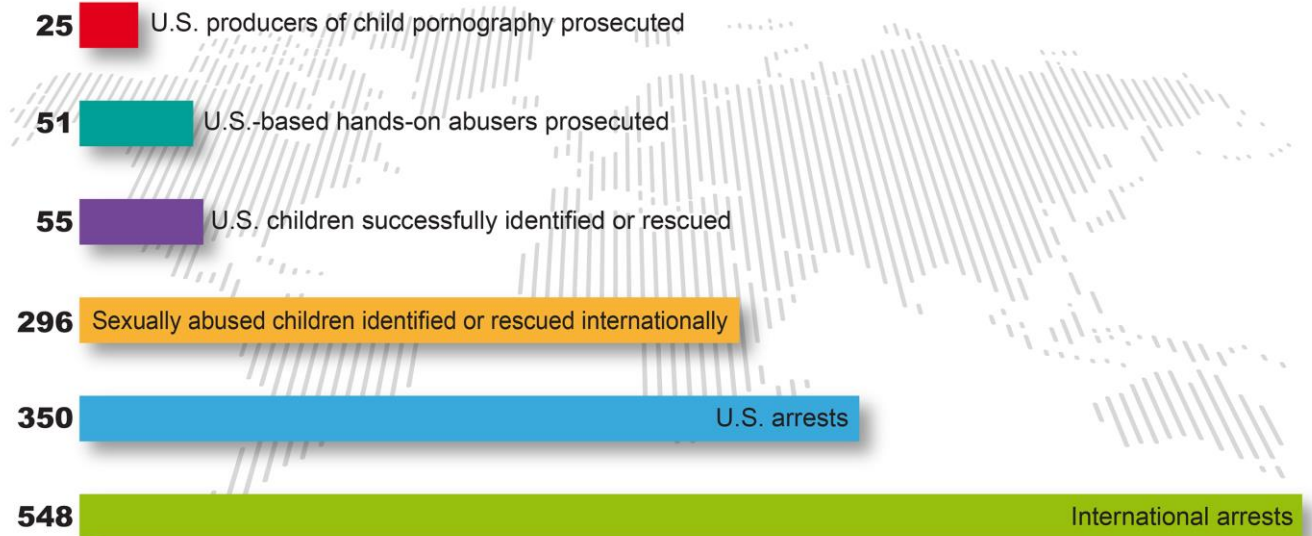 25 U.S. producers of child pornography prosecuted
51 U.S.-based hands-on abusers prosecuted
55 U.S. children successfully identified or rescued
296 Sexually abused children identified or rescued internationally
350 U.S. arrests
548 International arrests